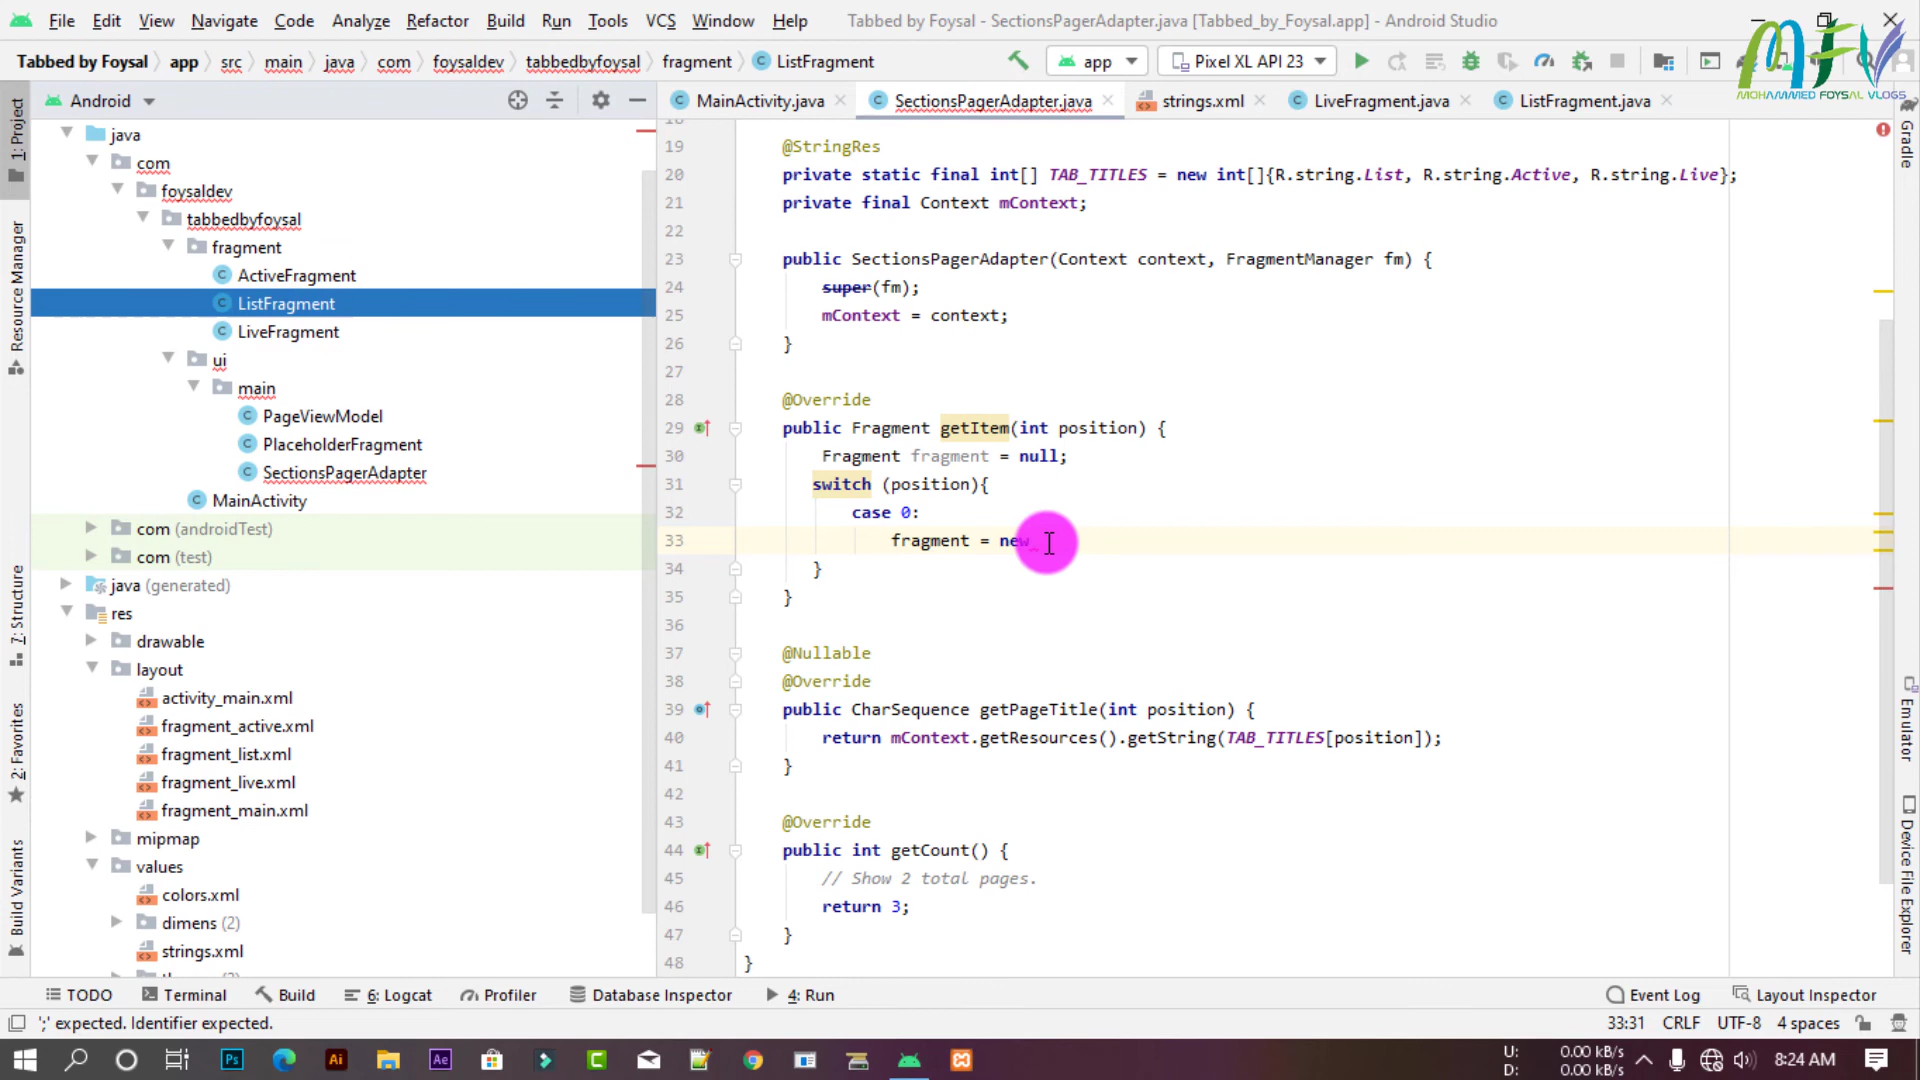 File Edit View Navigate Code Analyze Refactor Build Run Tools VCS Window Help Tabbed by Foysal - SectionsPagerAdapter.java [Tabbed_by_Foysal.app] - Android Studio
Tabbed by Foysal app src main java com foysaldev tabbedbyfoysal fragment ListFragment app Pixel XL API 23
MFV
MOHAMMED FOYSAL VLOGS
Android MainActivity.java SectionsPagerAdapter.java strings.xml LiveFragment.java ListFragment.java
1: Project
Resource Manager
7: Structure
2: Favorites
Build Variants
java
com
foysaldev
tabbedbyfoysal
fragment
ActiveFragment
ListFragment
LiveFragment
ui
main
PageViewModel
PlaceholderFragment
SectionsPagerAdapter
MainActivity
com (androidTest)
com (test)
java (generated)
res
drawable
layout
activity_main.xml
fragment_active.xml
fragment_list.xml
fragment_live.xml
fragment_main.xml
mipmap
values
colors.xml
dimens (2)
strings.xml
19 @StringRes
20 private static final int[] TAB_TITLES = new int[]{R.string.List, R.string.Active, R.string.Live};
21 private final Context mContext;
22
23 public SectionsPagerAdapter(Context context, FragmentManager fm) {
24 super(fm);
25 mContext = context;
26 }
27
28 @Override
29 public Fragment getItem(int position) {
30 Fragment fragment = null;
31 switch (position){
32 case 0:
33 fragment = new
34 }
35 }
36
37 @Nullable
38 @Override
39 public CharSequence getPageTitle(int position) {
40 return mContext.getResources().getString(TAB_TITLES[position]);
41 }
42
43 @Override
44 public int getCount() {
45 // Show 2 total pages.
46 return 3;
47 }
48 }
Gradle
Emulator
Device File Explorer
TODO Terminal Build 6: Logcat Profiler Database Inspector 4: Run Event Log Layout Inspector
';' expected. Identifier expected. 33:31 CRLF UTF-8 4 spaces
Ps Ai Ae C
U: 0.00 kB/s
D: 0.00 kB/s
8:24 AM